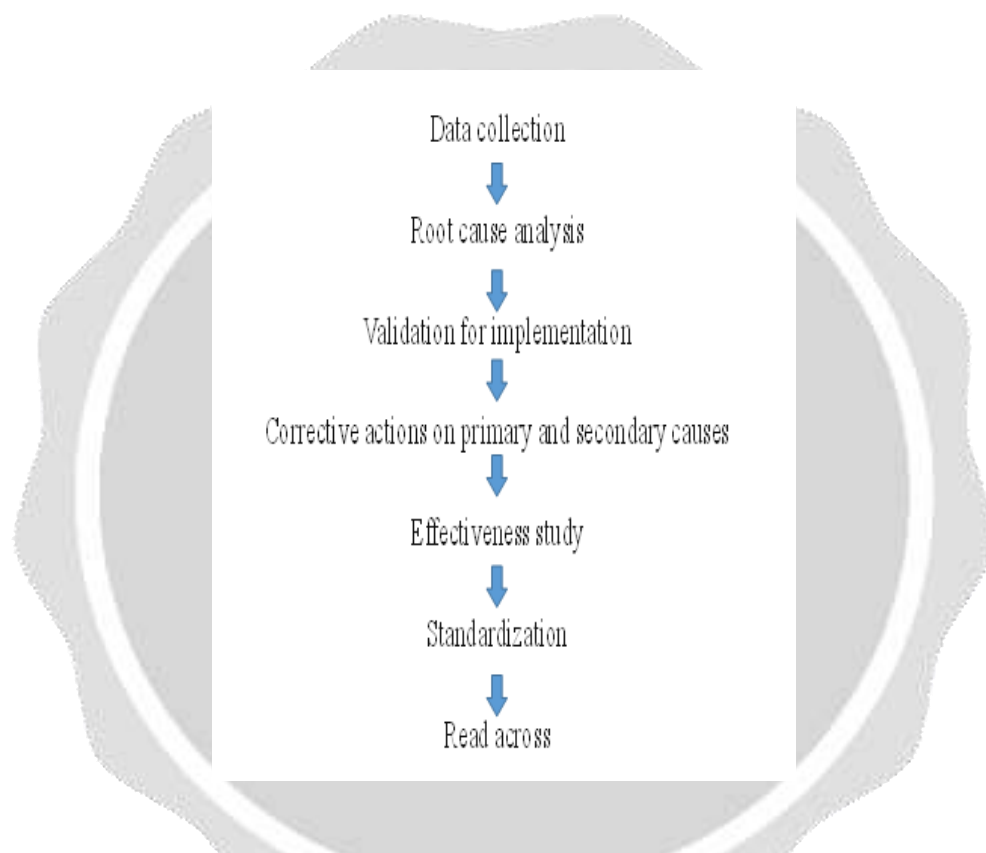 Data collection
Root cause analysis
Validation for implementation
Corrective actions on primary and secondary causes
Effectiveness study
Standardization
Read across